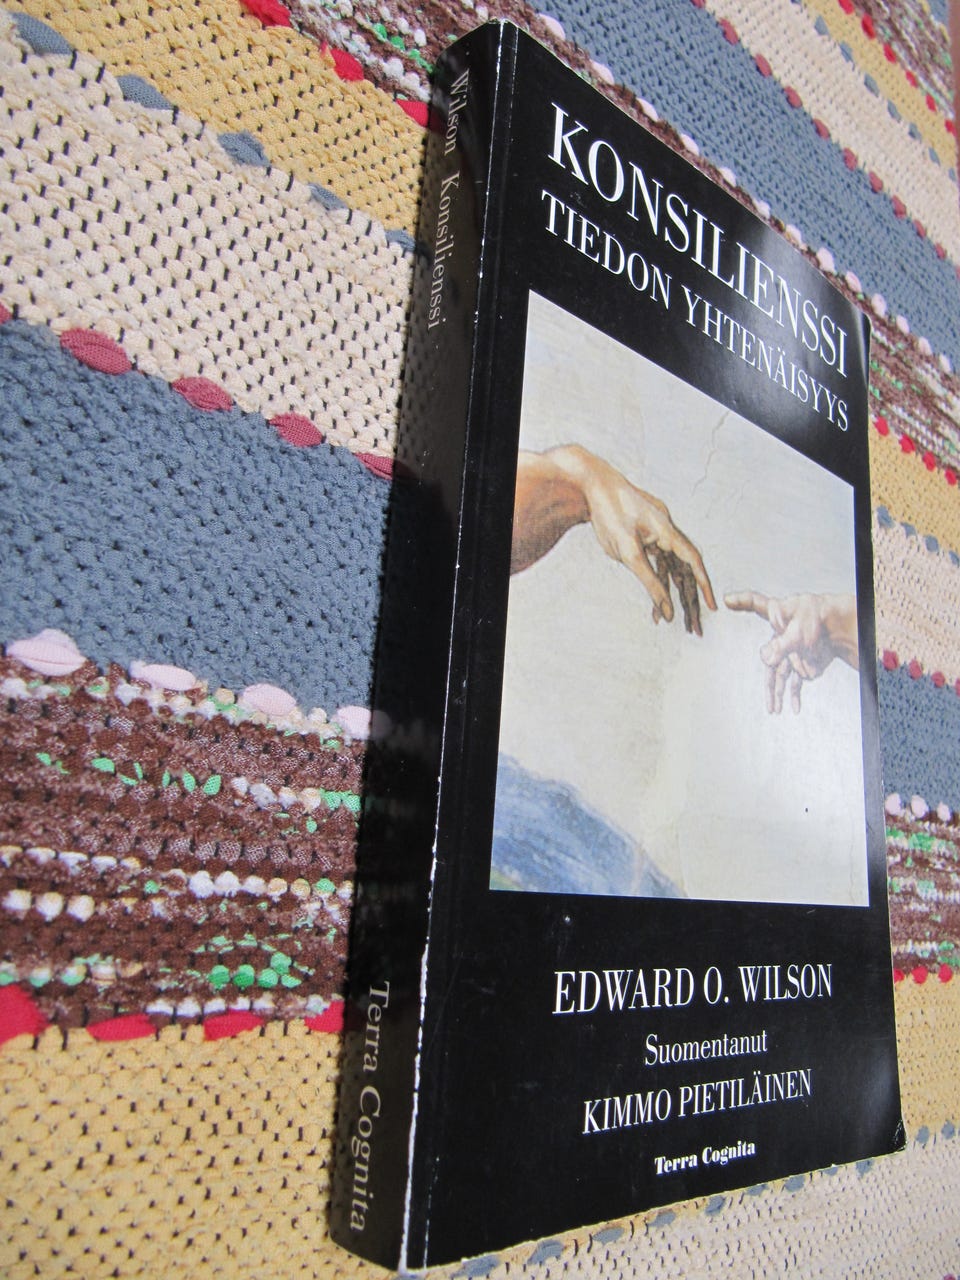 KONSILIENSSI
TIEDON YHTENÄISYYS
EDWARD O. WILSON
Suomentanut
KIMMO PIETILÄINEN
Terra Cognita
Wilson Konsilienssi
Terra Cognita